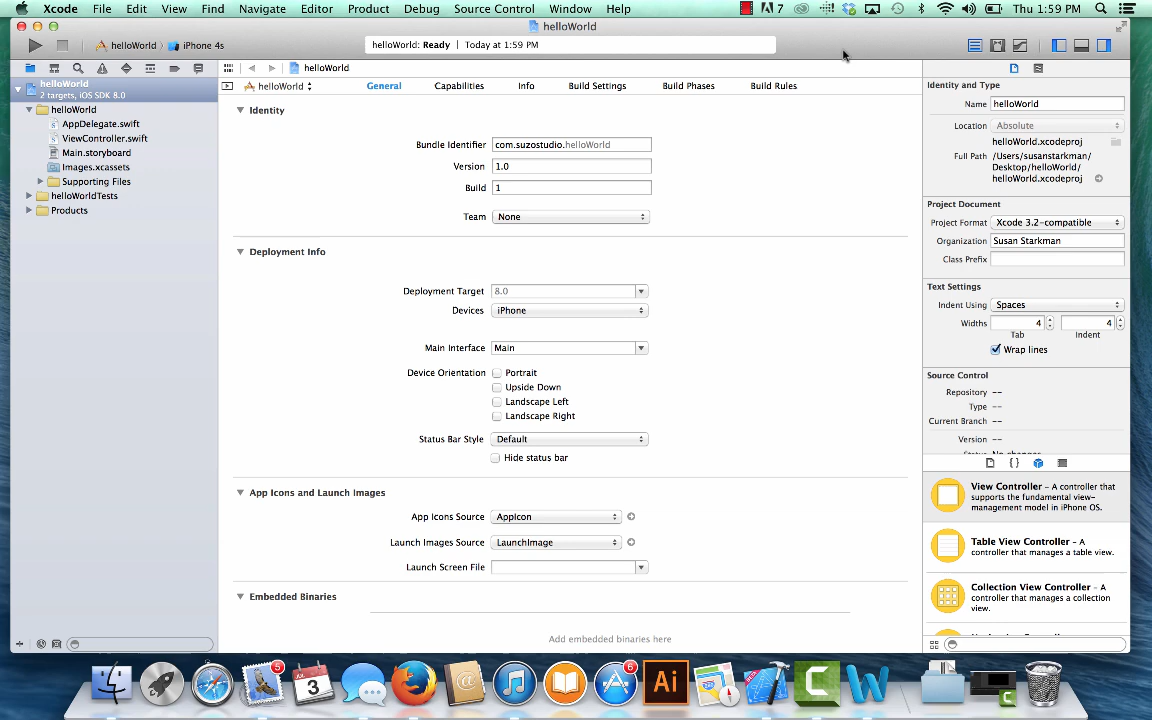 Xcode File Edit View Find Navigate Editor Product Debug Source Control Window Help 7 Thu 1:59 PM
helloWorld
helloWorld iPhone 4s helloWorld: Ready Today at 1:59 PM
helloWorld
2 targets, iOS SDK 8.0
helloWorld
AppDelegate.swift
ViewController.swift
Main.storyboard
Images.xcassets
Supporting Files
helloWorldTests
Products
helloWorld
helloWorld General Capabilities Info Build Settings Build Phases Build Rules
Identity
Bundle Identifier com.suzostudio.helloWorld
Version 1.0
Build 1
Team None
Deployment Info
Deployment Target 8.0
Devices iPhone
Main Interface Main
Device Orientation Portrait
Upside Down
Landscape Left
Landscape Right
Status Bar Style Default
Hide status bar
App Icons and Launch Images
App Icons Source AppIcon
Launch Images Source LaunchImage
Launch Screen File
Embedded Binaries
Add embedded binaries here
Identity and Type
Name helloWorld
Location Absolute
helloWorld.xcodeproj
Full Path /Users/susanstarkman/
Desktop/helloWorld/
helloWorld.xcodeproj
Project Document
Project Format Xcode 3.2-compatible
Organization Susan Starkman
Class Prefix
Text Settings
Indent Using Spaces
Widths 4 4
Tab Indent
Wrap lines
Source Control
Repository --
Type --
Current Branch --
Version --
{ }
View Controller - A controller that
supports the fundamental view-
management model in iPhone OS.
Table View Controller - A
controller that manages a table view.
Collection View Controller - A
controller that manages a collection
view.
5
JUL
3
6
Ai
C
W
C